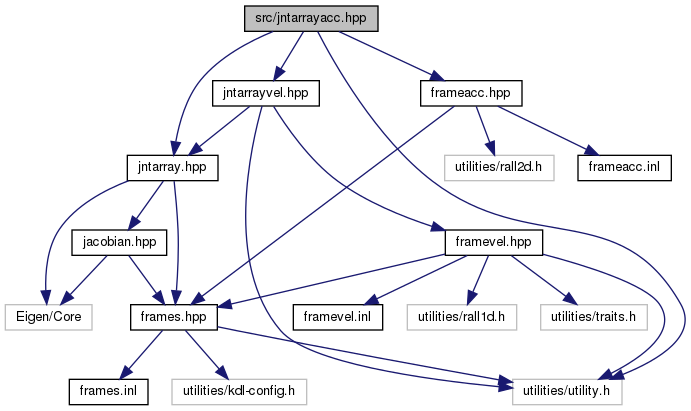 src/jntarrayacc.hpp
jntarrayvel.hpp
frameacc.hpp
jntarray.hpp
utilities/rall2d.h
frameacc.inl
jacobian.hpp
framevel.hpp
Eigen/Core
frames.hpp
framevel.inl
utilities/rall1d.h
utilities/traits.h
frames.inl
utilities/kdl-config.h
utilities/utility.h